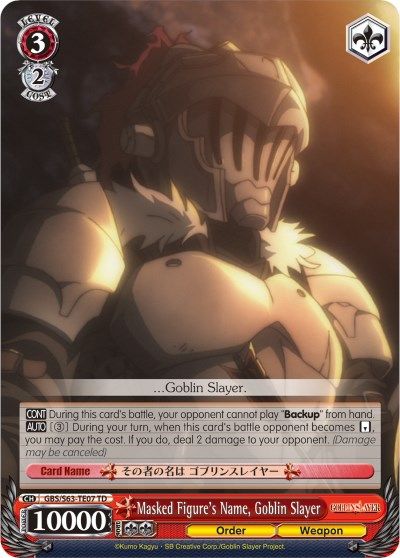 LEVEL
3
2
COST
...Goblin Slayer.
CONT During this card's battle, your opponent cannot play "Backup" from hand.
AUTO [③] During your turn, when this card's battle opponent becomes
you may pay the cost. If you do, deal 2 damage to your opponent. (Damage
may be canceled)
Card Name その者の名は ゴブリンスレイヤー
CH GBS/S63-TE07 TD
Masked Figure's Name, Goblin Slayer
GOBLIN SLAYER
POWER 10000 SOUL
Order Weapon
©Kumo Kagyu・SB Creative Corp./Goblin Slayer Project.